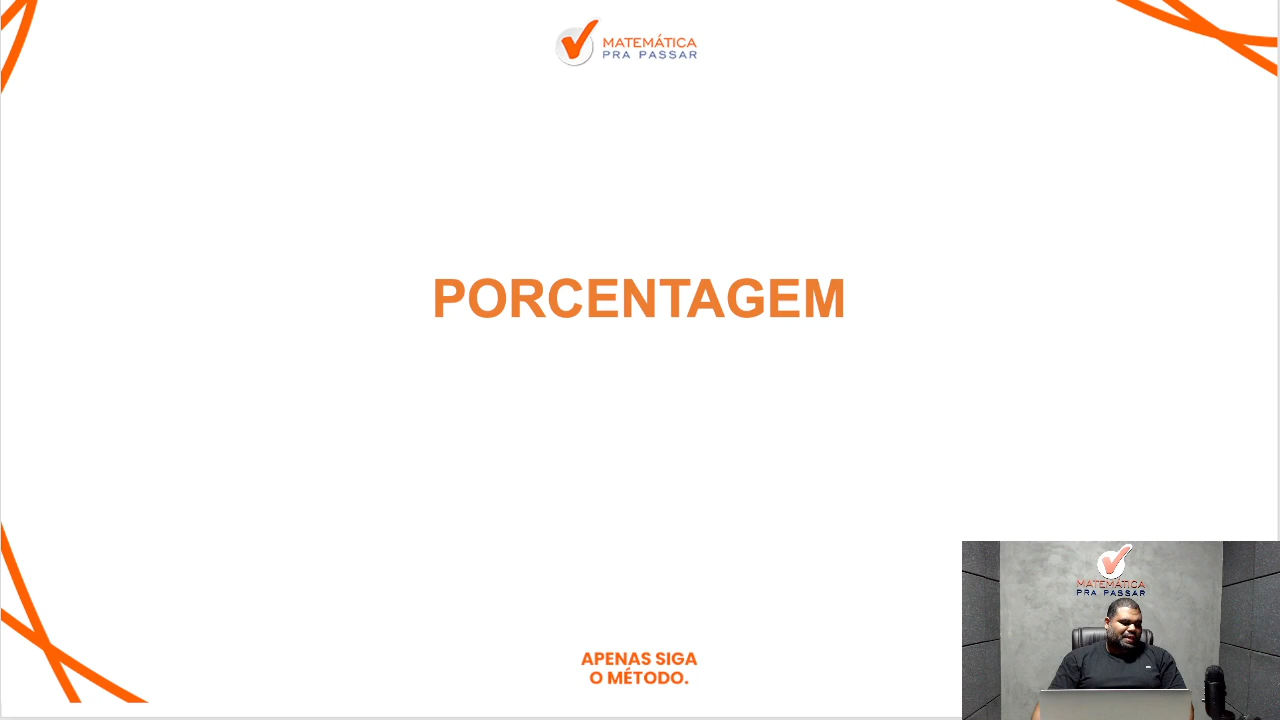 MATEMÁTICA
PRA PASSAR
PORCENTAGEM
MATEMÁTICA
PRA PASSAR
APENAS SIGA
O MÉTODO.